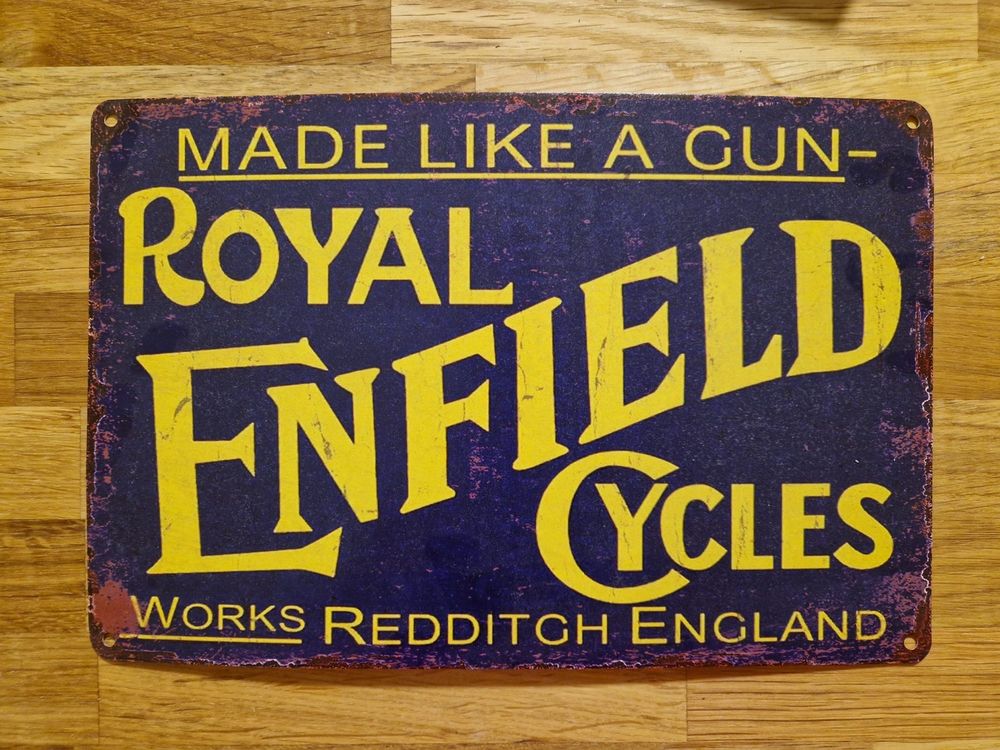 MADE LIKE A GUN-
ROYAL
ENFIELD
CYCLES
WORKS REDDITCH ENGLAND